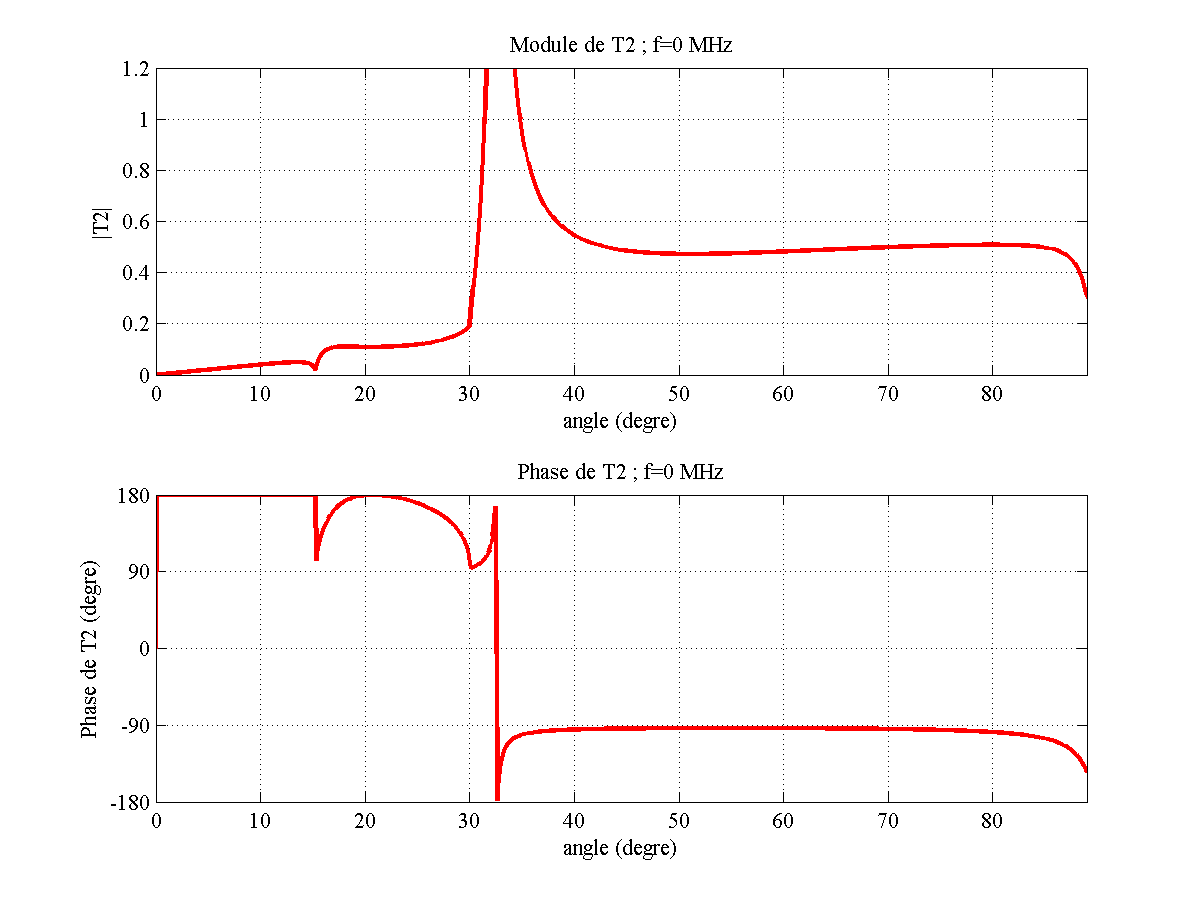 Module de T2 ; f=0 MHz
1.2
1
0.8
0.6
0.4
0.2
0
|T2|
0 10 20 30 40 50 60 70 80
angle (degre)
Phase de T2 ; f=0 MHz
180
90
0
-90
-180
Phase de T2 (degre)
0 10 20 30 40 50 60 70 80
angle (degre)